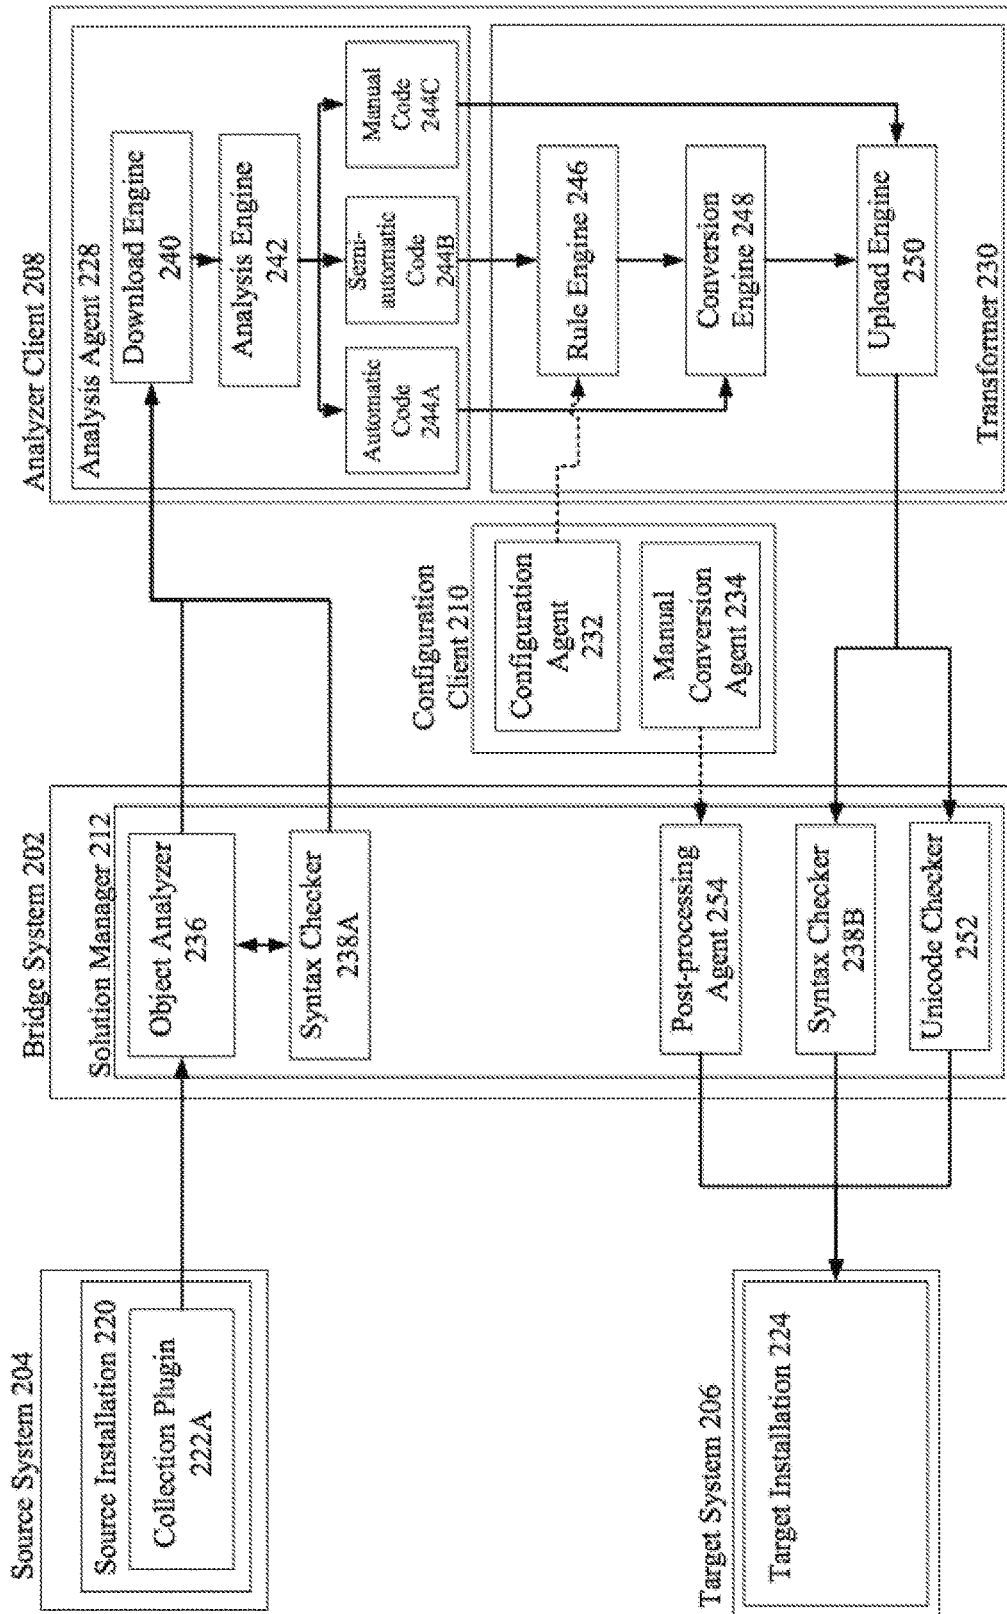 Source System 204
Source Installation 220
Collection Plugin
222A
Bridge System 202
Solution Manager 212
Object Analyzer
236
Syntax Checker
238A
Analyzer Client 208
Analysis Agent 228
Download Engine
240
Analysis Engine
242
Automatic
Code
244A
Semi-
automatic
Code
244B
Manual
Code
244C
Configuration
Client 210
Configuration
Agent
232
Manual
Conversion
Agent 234
Rule Engine 246
Conversion
Engine 248
Upload Engine
250
Transformer 230
Post-processing
Agent 254
Syntax Checker
238B
Unicode Checker
252
Target System 206
Target Installation 224